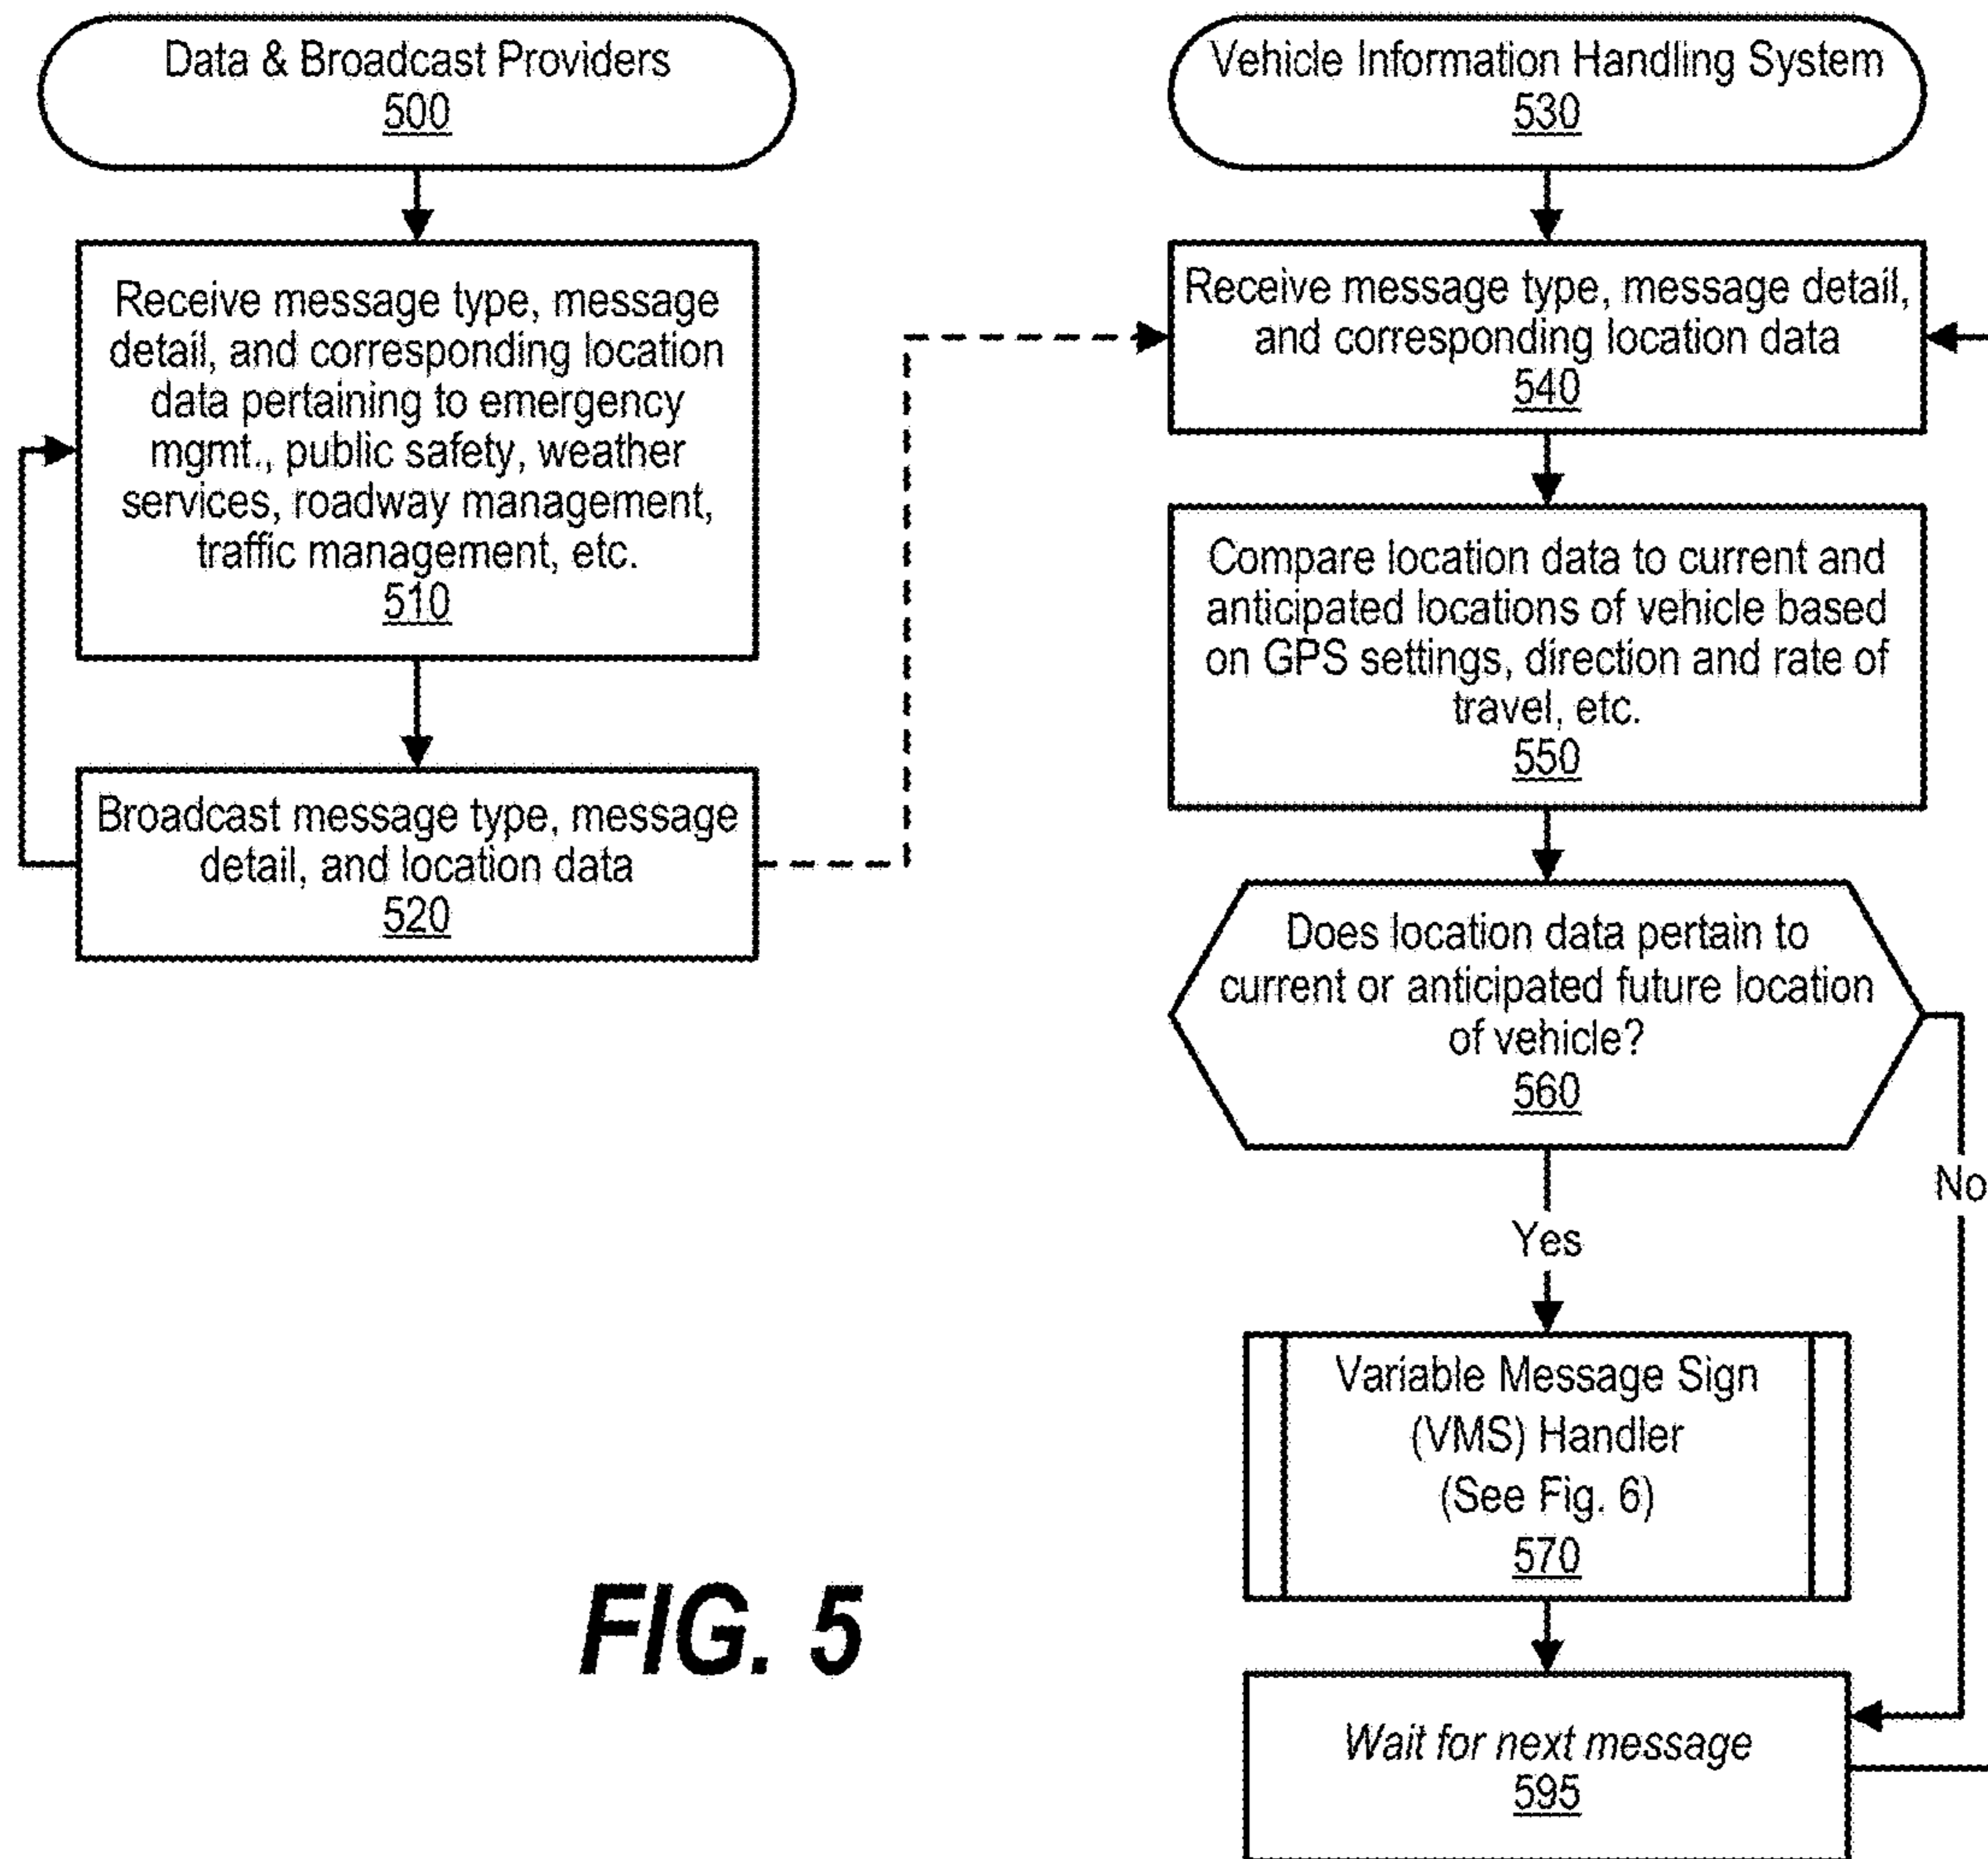 Data & Broadcast Providers
500
Receive message type, message
detail, and corresponding location
data pertaining to emergency
mgmt., public safety, weather
services, roadway management,
traffic management, etc.
510
Broadcast message type, message
detail, and location data
520
Vehicle Information Handling System
530
Receive message type, message detail,
and corresponding location data
540
Compare location data to current and
anticipated locations of vehicle based
on GPS settings, direction and rate of
travel, etc.
550
Does location data pertain to
current or anticipated future location
of vehicle?
560
No
Yes
Variable Message Sign
(VMS) Handler
(See Fig. 6)
570
Wait for next message
595
FIG. 5